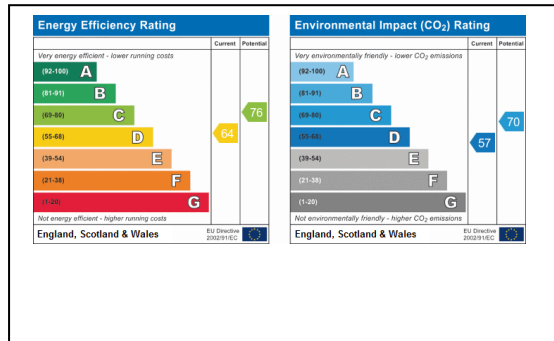 Energy Efficiency Rating
Current Potential
Very energy efficient - lower running costs
(92-100) A
(81-91) B
(69-80) C
(55-68) D
(39-54) E
(21-38) F
(1-20) G
64
76
Not energy efficient - higher running costs
England, Scotland & Wales
EU Directive
2002/91/EC
Environmental Impact (CO₂) Rating
Current Potential
Very environmentally friendly - lower CO₂ emissions
(92-100) A
(81-91) B
(69-80) C
(55-68) D
(39-54) E
(21-38) F
(1-20) G
57
70
Not environmentally friendly - higher CO₂ emissions
England, Scotland & Wales
EU Directive
2002/91/EC